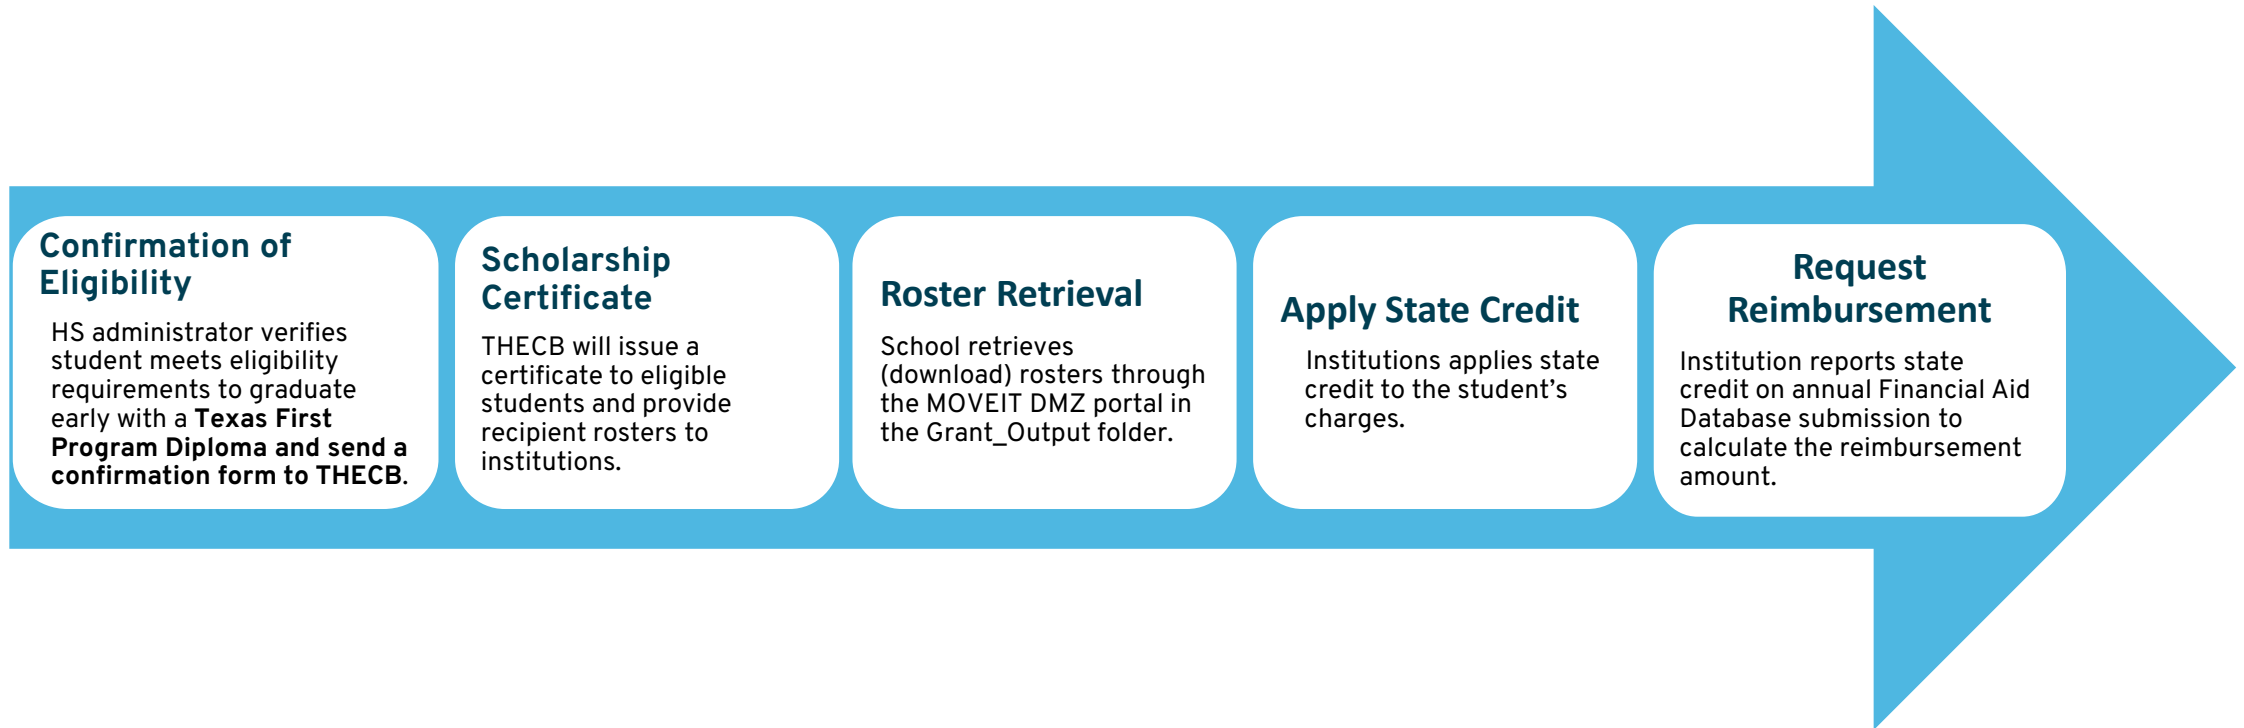 Confirmation of
Eligibility
HS administrator verifies
student meets eligibility
requirements to graduate
early with a Texas First
Program Diploma and send a
confirmation form to THECB.
Scholarship
Certificate
THECB will issue a
certificate to eligible
students and provide
recipient rosters to
institutions.
Roster Retrieval
School retrieves
(download) rosters through
the MOVEIT DMZ portal in
the Grant_Output folder.
Apply State Credit
Institutions applies state
credit to the student’s
charges.
Request
Reimbursement
Institution reports state
credit on annual Financial Aid
Database submission to
calculate the reimbursement
amount.